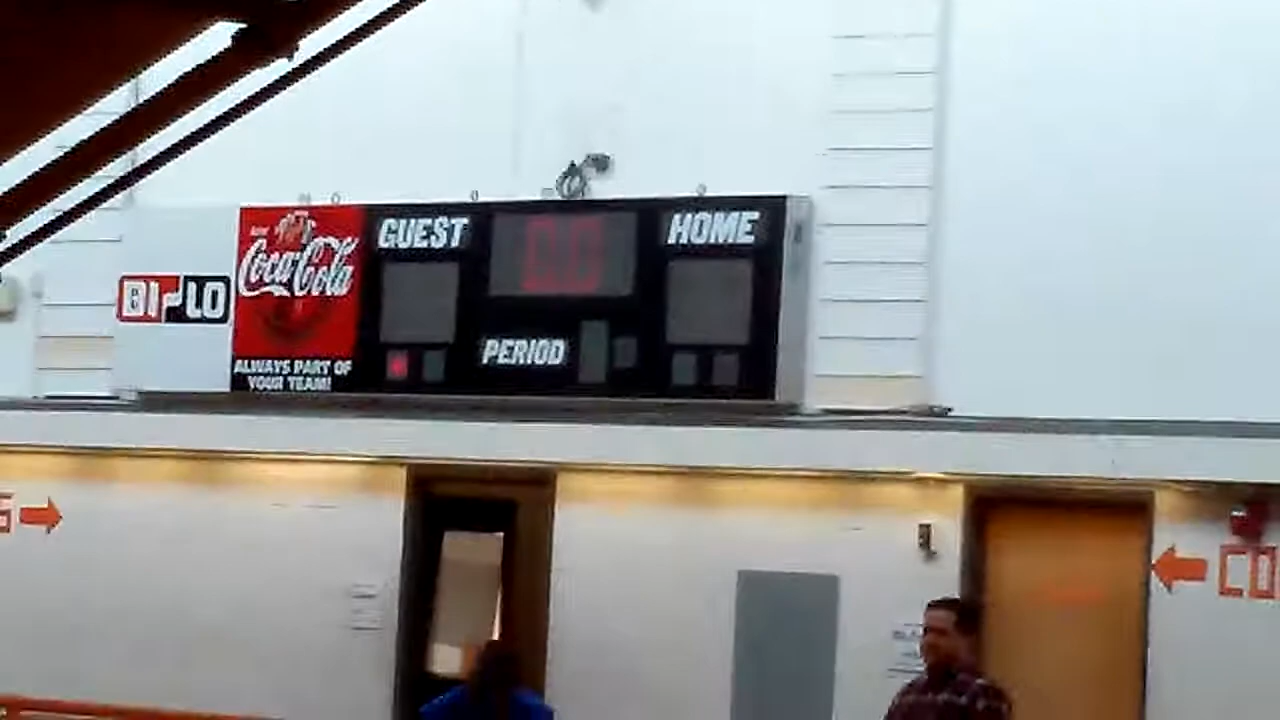 GUEST
HOME
Coca-Cola
BI-LO
PERIOD
ALWAYS PART OF
YOUR TEAM!